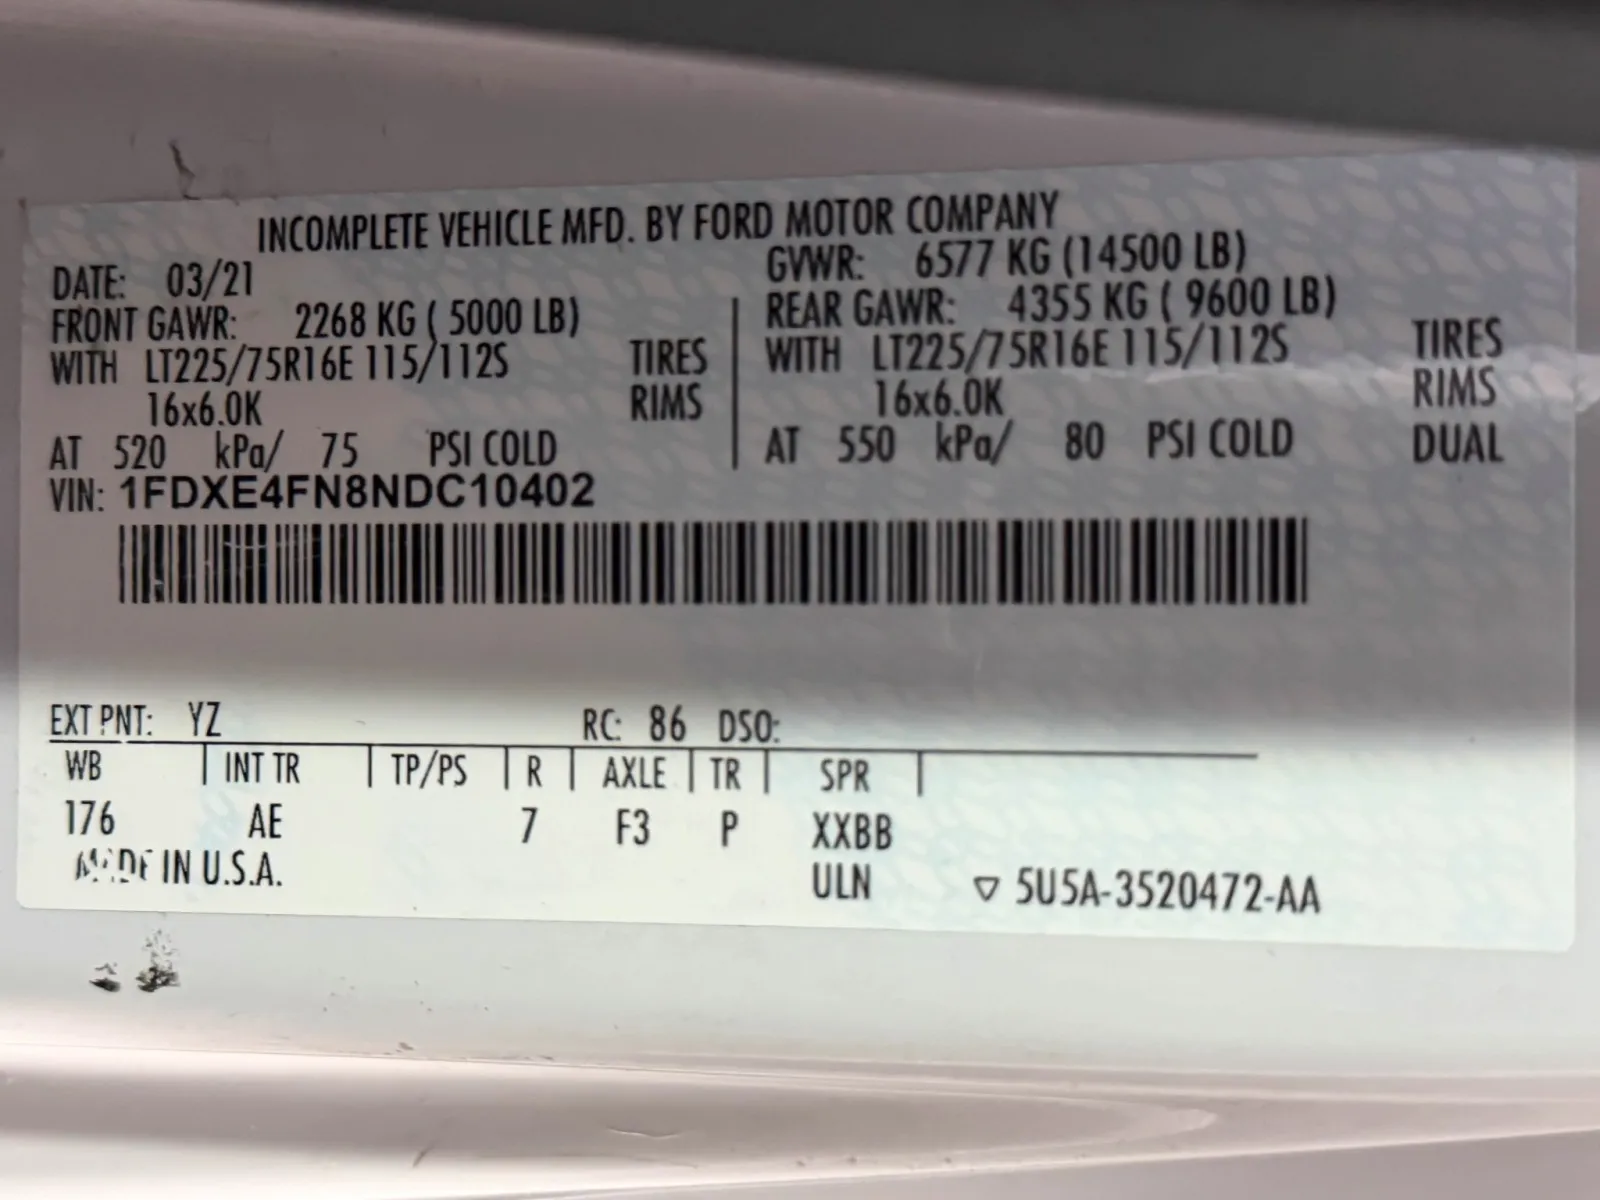 INCOMPLETE VEHICLE MFD. BY FORD MOTOR COMPANY
DATE: 03/21 GVWR: 6577 KG (14500 LB)
FRONT GAWR: 2268 KG ( 5000 LB) REAR GAWR: 4355 KG ( 9600 LB)
WITH LT225/75R16E 115/112S TIRES WITH LT225/75R16E 115/112S TIRES
16x6.0K RIMS 16x6.0K RIMS
AT 520 kPa/ 75 PSI COLD AT 550 kPa/ 80 PSI COLD DUAL
VIN: 1FDXE4FN8NDC10402
EXT PNT: YZ RC: 86 DSO:
WB INT TR TP/PS R AXLE TR SPR
176 AE 7 F3 P XXBB
MADE IN U.S.A. ULN ▽ 5U5A-3520472-AA